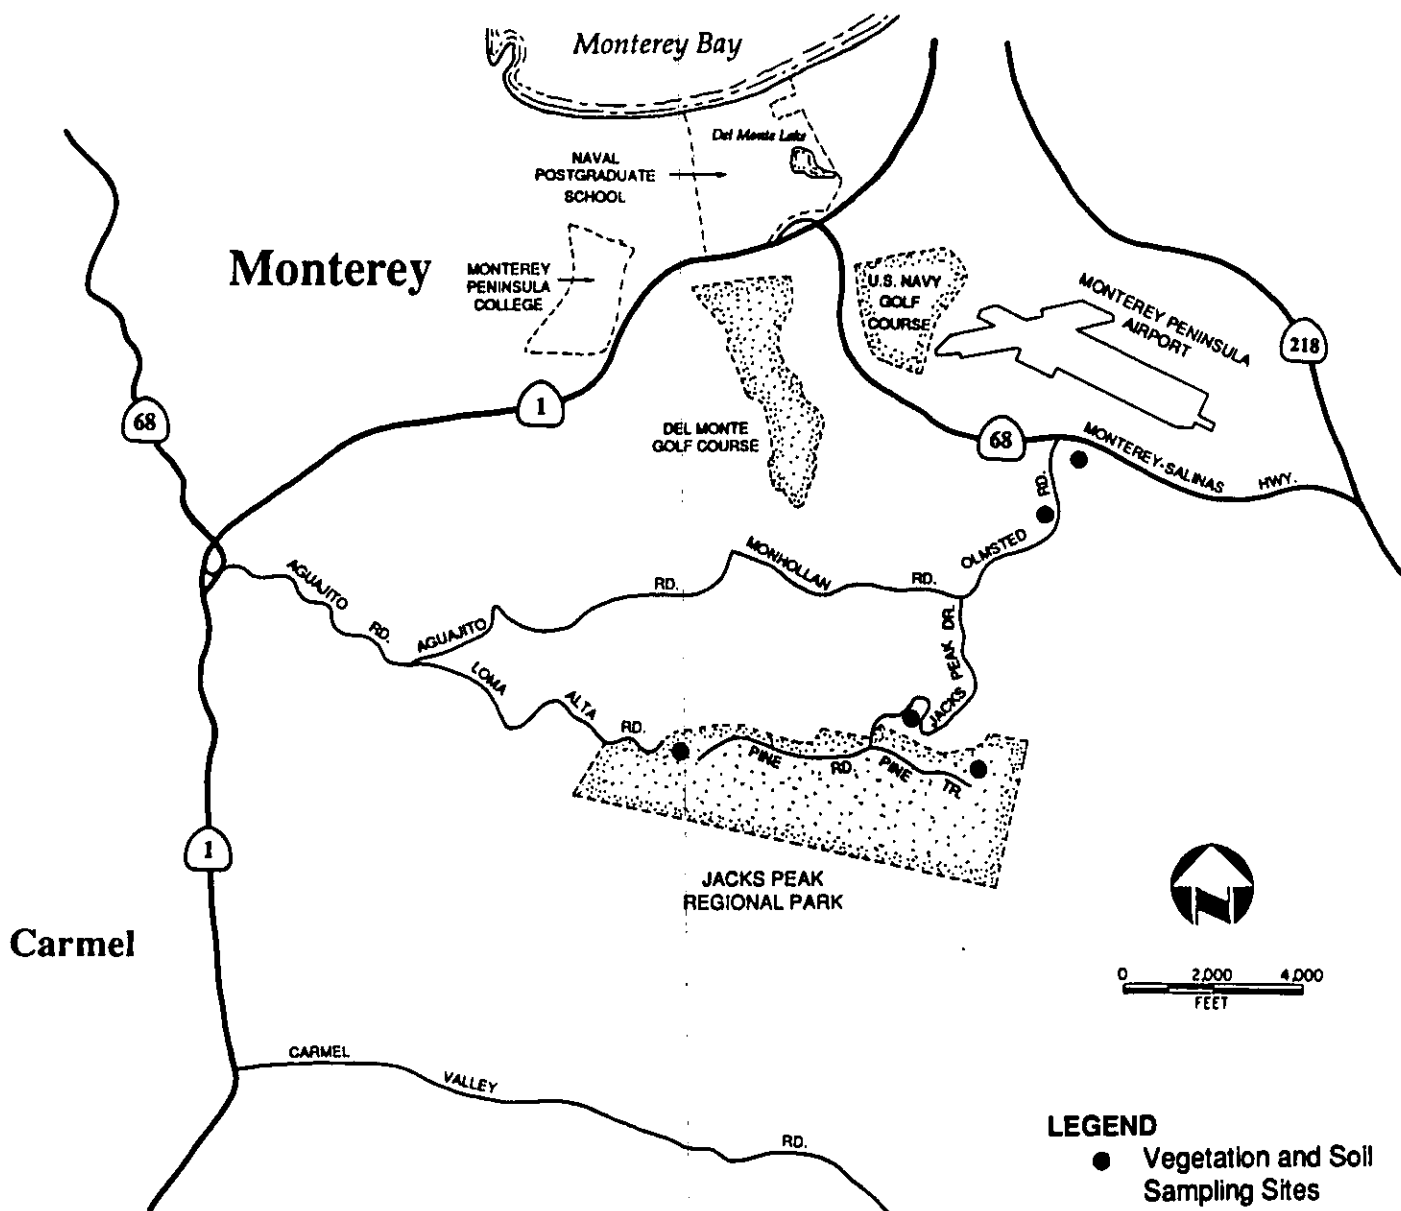 Monterey Bay
Del Monte Lake
NAVAL
POSTGRADUATE
SCHOOL
Monterey
MONTEREY
PENINSULA
COLLEGE
U.S. NAVY
GOLF
COURSE
MONTEREY PENINSULA
AIRPORT
218
68
1
DEL MONTE
GOLF COURSE
68
MONTEREY-SALINAS HWY.
OLMSTED RD.
MONHOLLAN RD.
AGUAJITO RD.
AGUAJITO RD.
LOMA ALTA RD.
JACKS PEAK DR.
PINE RD.
PINE TR.
JACKS PEAK
REGIONAL PARK
1
Carmel
N
0 2,000 4,000
FEET
CARMEL VALLEY RD.
LEGEND
Vegetation and Soil
Sampling Sites